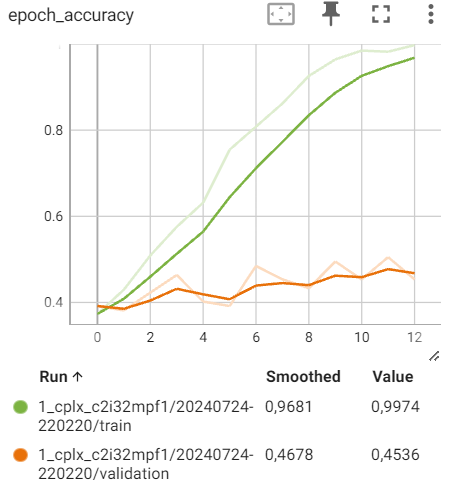 epoch_accuracy
0.8
0.6
0.4
0 2 4 6 8 10 12
Run ↑ Smoothed Value
1_cplx_c2i32mpf1/20240724- 0,9681 0,9974
220220/train
1_cplx_c2i32mpf1/20240724- 0,4678 0,4536
220220/validation